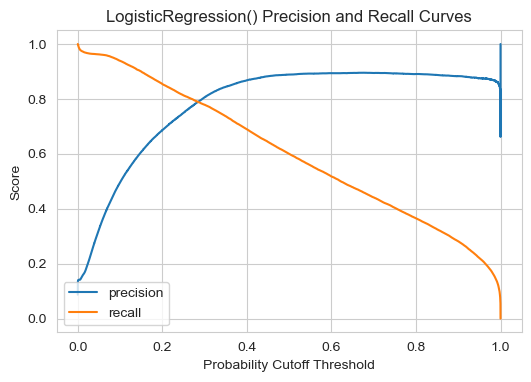 LogisticRegression() Precision and Recall Curves
1.0
0.8
0.6
0.4
0.2
0.0
Score
precision
recall
0.0 0.2 0.4 0.6 0.8 1.0
Probability Cutoff Threshold